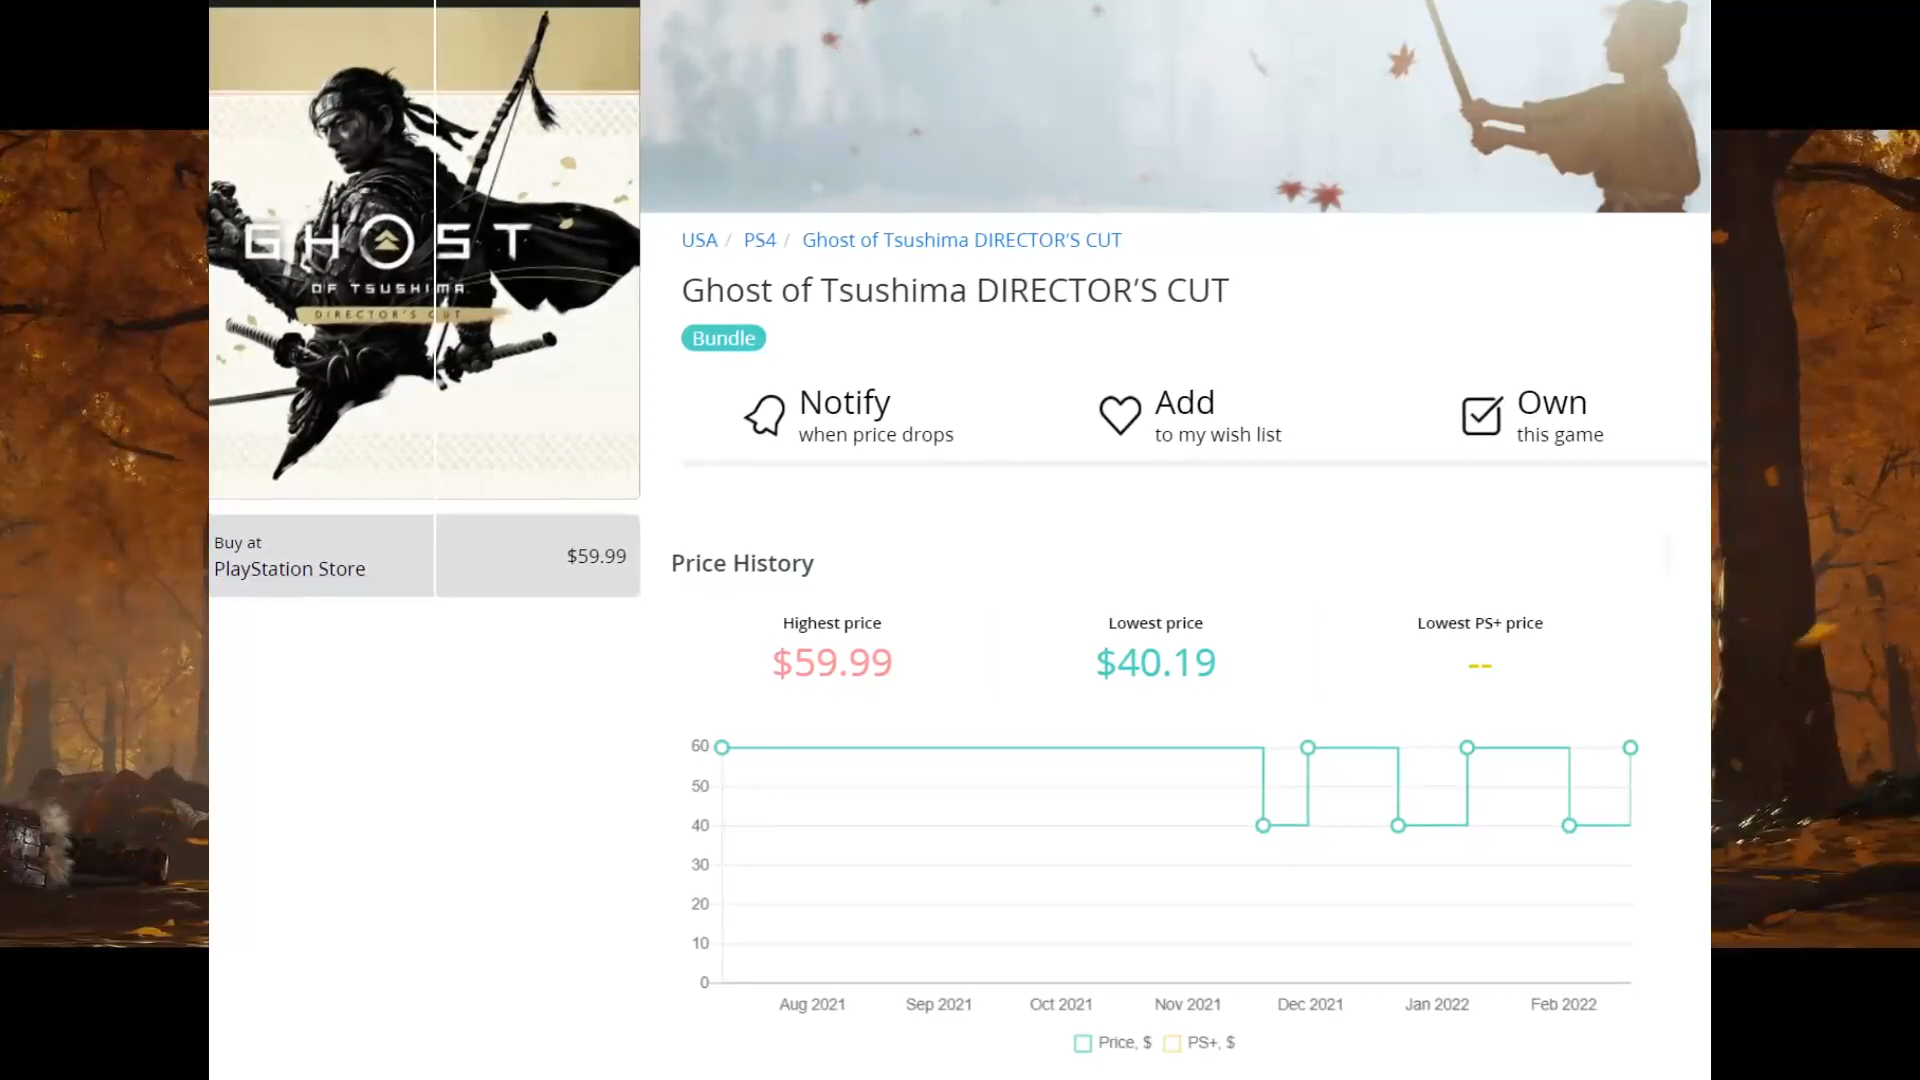 GHOST
OF TSUSHIMA
DIRECTOR'S CUT
Buy at
PlayStation Store
$59.99
USA / PS4 / Ghost of Tsushima DIRECTOR'S CUT
Ghost of Tsushima DIRECTOR'S CUT
Bundle
Notify
when price drops
Add
to my wish list
Own
this game
Price History
Highest price
$59.99
Lowest price
$40.19
Lowest PS+ price
--
60
50
40
30
20
10
0
Aug 2021 Sep 2021 Oct 2021 Nov 2021 Dec 2021 Jan 2022 Feb 2022
Price, $ PS+, $